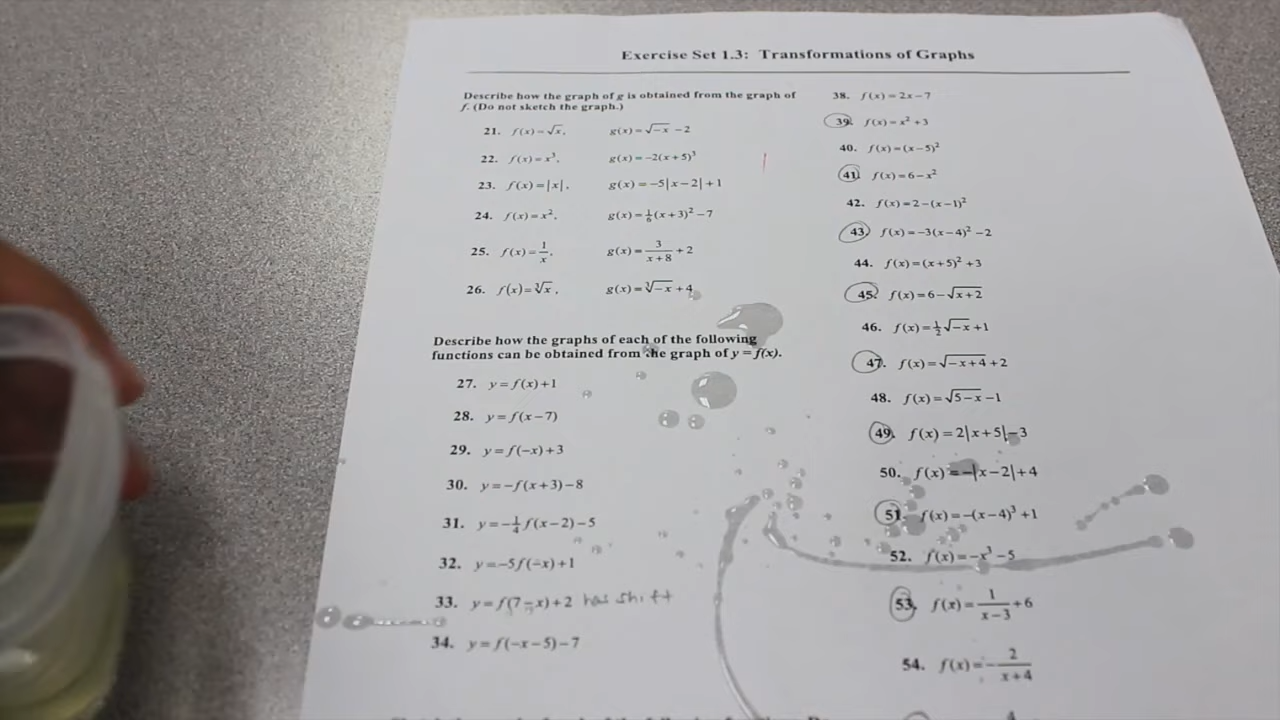 Exercise Set 1.3: Transformations of Graphs
Describe how the graph of g is obtained from the graph of
f. (Do not sketch the graph.)
21. f(x)=√x, g(x)=√−x −2
22. f(x)=x³, g(x)=−2(x+5)³
23. f(x)=|x|, g(x)=−5|x−2|+1
24. f(x)=x², g(x)=⅙(x+3)²−7
25. f(x)=1/x, g(x)=3/(x+8)+2
26. f(x)=∛x, g(x)=∛−x+4
Describe how the graphs of each of the following
functions can be obtained from the graph of y=f(x).
27. y=f(x)+1
28. y=f(x−7)
29. y=f(−x)+3
30. y=−f(x+3)−8
31. y=−¼f(x−2)−5
32. y=−5f(−x)+1
33. y=f(7−x)+2 has shift
34. y=f(−x−5)−7
38. f(x)=2x−7
39. f(x)=x²+3
40. f(x)=(x−5)²
41. f(x)=6−x²
42. f(x)=2−(x−1)²
43. f(x)=−3(x−4)²−2
44. f(x)=(x+5)²+3
45. f(x)=6−√x+2
46. f(x)=½√−x+1
47. f(x)=√−x+4+2
48. f(x)=√5−x−1
49. f(x)=2|x+5|−3
50. f(x)=−|x−2|+4
51. f(x)=−(x−4)³+1
52. f(x)=−x³−5
53. f(x)=1/(x−3)+6
54. f(x)=−2/(x+4)